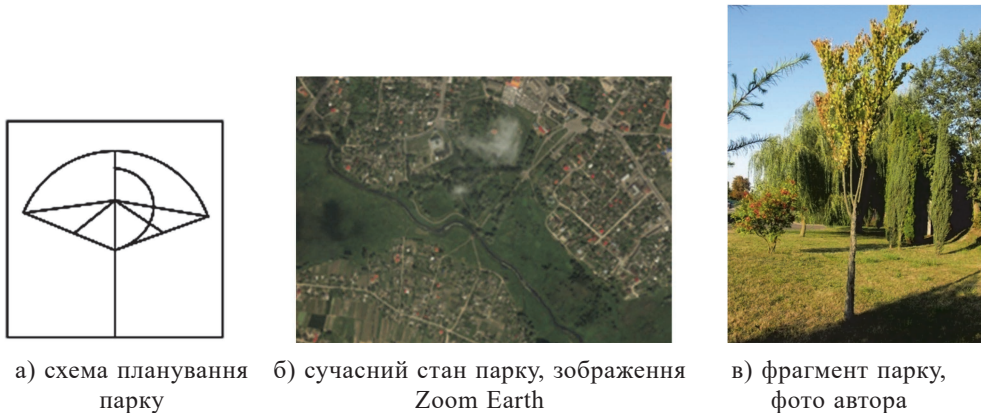 а) схема планування
парку
б) сучасний стан парку, зображення
Zoom Earth
в) фрагмент парку,
фото автора